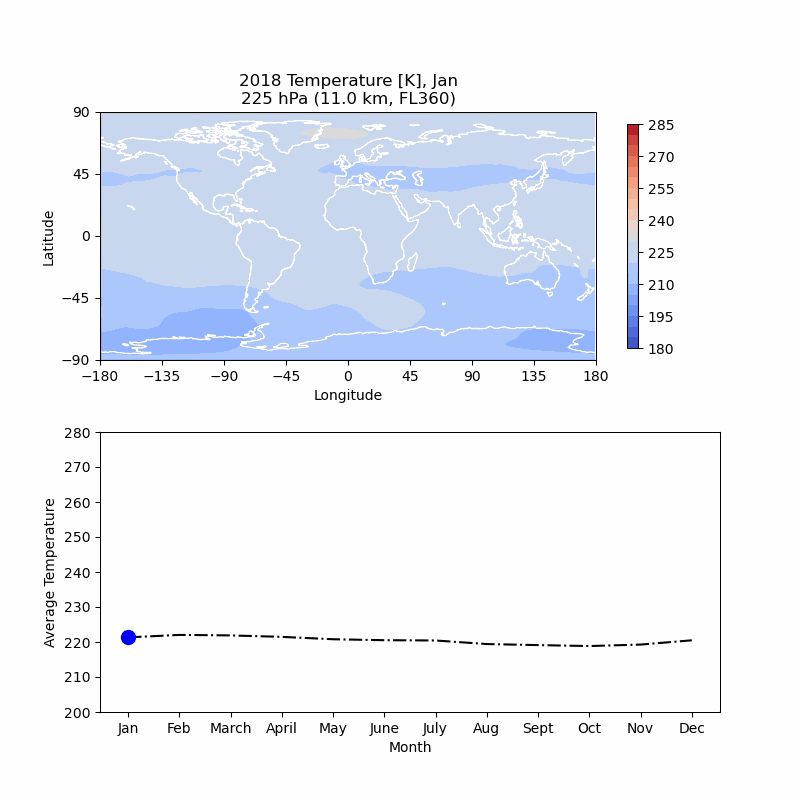 2018 Temperature [K], Jan
225 hPa (11.0 km, FL360)
90
45
0
−45
−90
Latitude
−180 −135 −90 −45 0 45 90 135 180
Longitude
285
270
255
240
225
210
195
180
280
270
260
250
240
230
220
210
200
Average Temperature
Jan Feb March April May June July Aug Sept Oct Nov Dec
Month